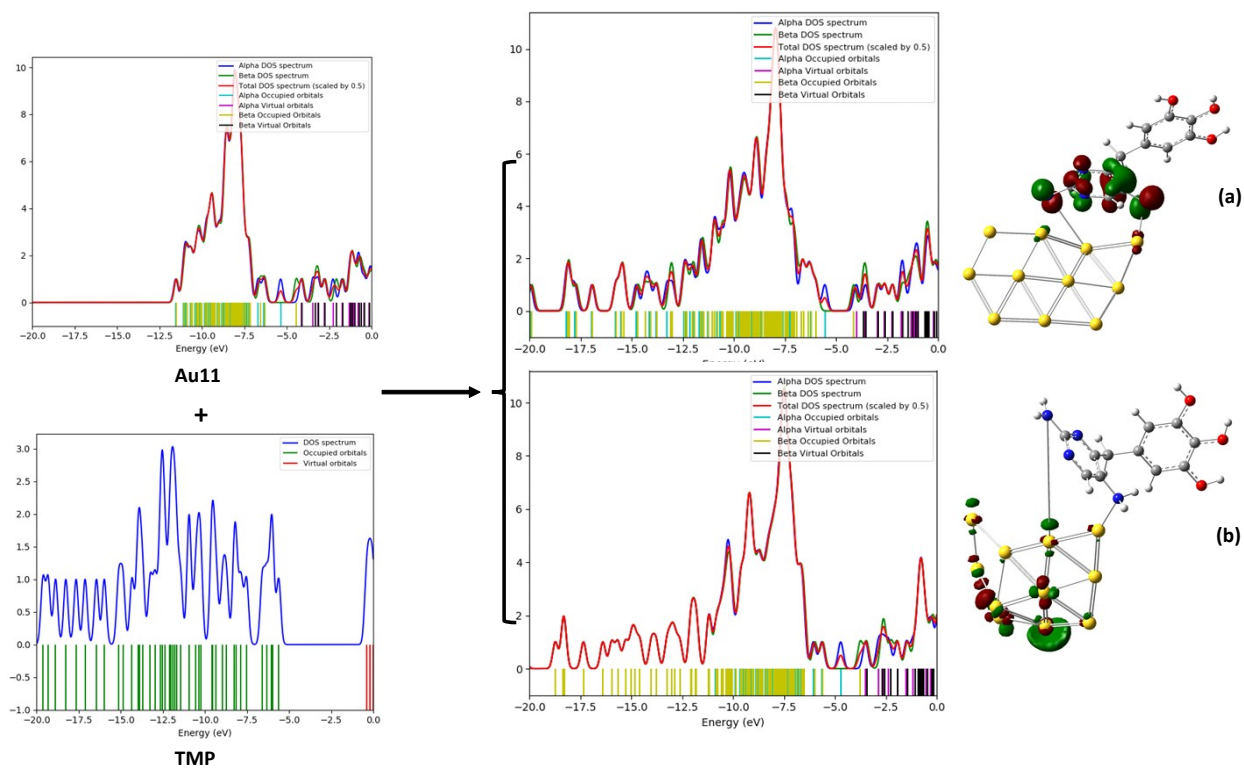 10
8
6
4
2
0
Alpha DOS spectrum
Beta DOS spectrum
Total DOS spectrum (scaled by 0.5)
Alpha Occupied orbitals
Alpha Virtual orbitals
Beta Occupied Orbitals
Beta Virtual Orbitals
−20.0 −17.5 −15.0 −12.5 −10.0 −7.5 −5.0 −2.5 0.0
Energy (eV)
Au11
+
3.0
2.5
2.0
1.5
1.0
0.5
0.0
−0.5
−1.0
DOS spectrum
Occupied orbitals
Virtual orbitals
−20.0 −17.5 −15.0 −12.5 −10.0 −7.5 −5.0 −2.5 0.0
Energy (eV)
TMP
10
8
6
4
2
0
Alpha DOS spectrum
Beta DOS spectrum
Total DOS spectrum (scaled by 0.5)
Alpha Occupied orbitals
Alpha Virtual orbitals
Beta Occupied Orbitals
Beta Virtual Orbitals
−20.0 −17.5 −15.0 −12.5 −10.0 −7.5 −5.0 −2.5 0.0
Energy (eV)
(a)
10
8
6
4
2
0
Alpha DOS spectrum
Beta DOS spectrum
Total DOS spectrum (scaled by 0.5)
Alpha Occupied orbitals
Alpha Virtual orbitals
Beta Occupied Orbitals
Beta Virtual Orbitals
−20.0 −17.5 −15.0 −12.5 −10.0 −7.5 −5.0 −2.5 0.0
Energy (eV)
(b)